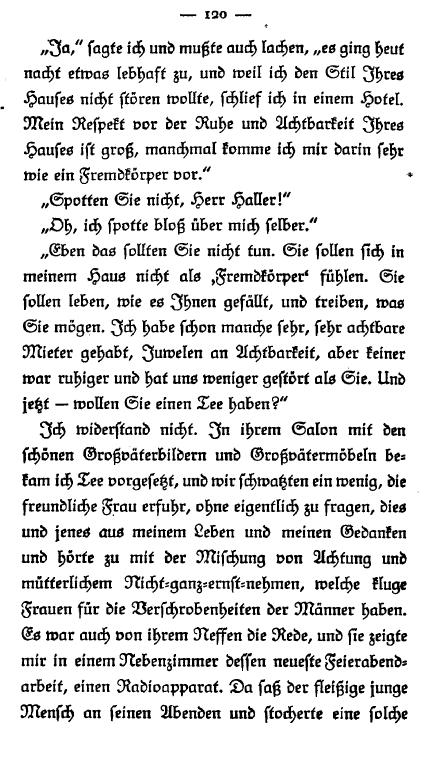 — 120 —
„Ja,“ sagte ich und mußte auch lachen, „es ging heut
nacht etwas lebhaft zu, und weil ich den Stil Ihres
Hauses nicht stören wollte, schlief ich in einem Hotel.
Mein Respekt vor der Ruhe und Achtbarkeit Ihres
Hauses ist groß, manchmal komme ich mir darin sehr
wie ein Fremdkörper vor.“
„Spotten Sie nicht, Herr Haller!“
„Oh, ich spotte bloß über mich selber.“
„Eben das sollten Sie nicht tun. Sie sollen sich in
meinem Haus nicht als ‚Fremdkörper‘ fühlen. Sie
sollen leben, wie es Ihnen gefällt, und treiben, was
Sie mögen. Ich habe schon manche sehr, sehr achtbare
Mieter gehabt, Juwelen an Achtbarkeit, aber keiner
war ruhiger und hat uns weniger gestört als Sie. Und
jetzt — wollen Sie einen Tee haben?“
Ich widerstand nicht. In ihrem Salon mit den
schönen Großväterbildern und Großvätermöbeln be-
kam ich Tee vorgesetzt, und wir schwatzten ein wenig, die
freundliche Frau erfuhr, ohne eigentlich zu fragen, dies
und jenes aus meinem Leben und meinen Gedanken
und hörte zu mit der Mischung von Achtung und
mütterlichem Nicht-ganz-ernst-nehmen, welche kluge
Frauen für die Verschrobenheiten der Männer haben.
Es war auch von ihrem Neffen die Rede, und sie zeigte
mir in einem Nebenzimmer dessen neueste Feierabend-
arbeit, einen Radioapparat. Da saß der fleißige junge
Mensch an seinen Abenden und stocherte eine solche